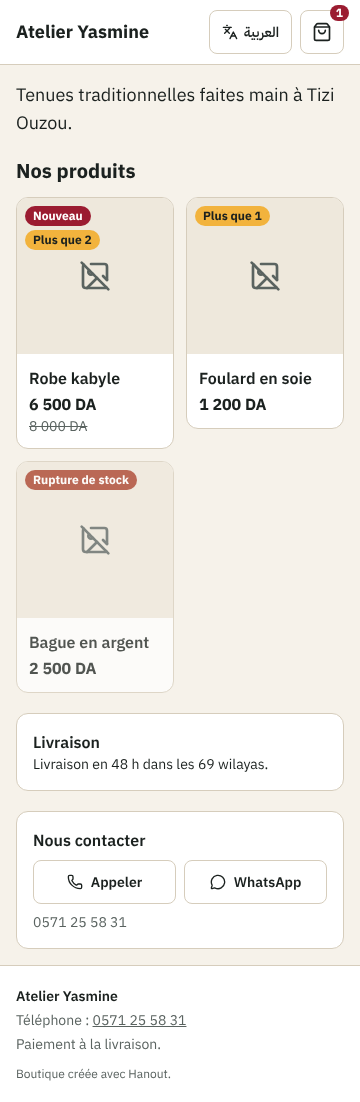 Atelier Yasmine
العربية
1
Tenues traditionnelles faites main à Tizi
Ouzou.
Nos produits
Nouveau
Plus que 2
Robe kabyle
6 500 DA
8 000 DA
Plus que 1
Foulard en soie
1 200 DA
Rupture de stock
Bague en argent
2 500 DA
Livraison
Livraison en 48 h dans les 69 wilayas.
Nous contacter
Appeler
WhatsApp
0571 25 58 31
Atelier Yasmine
Téléphone : 0571 25 58 31
Paiement à la livraison.
Boutique créée avec Hanout.